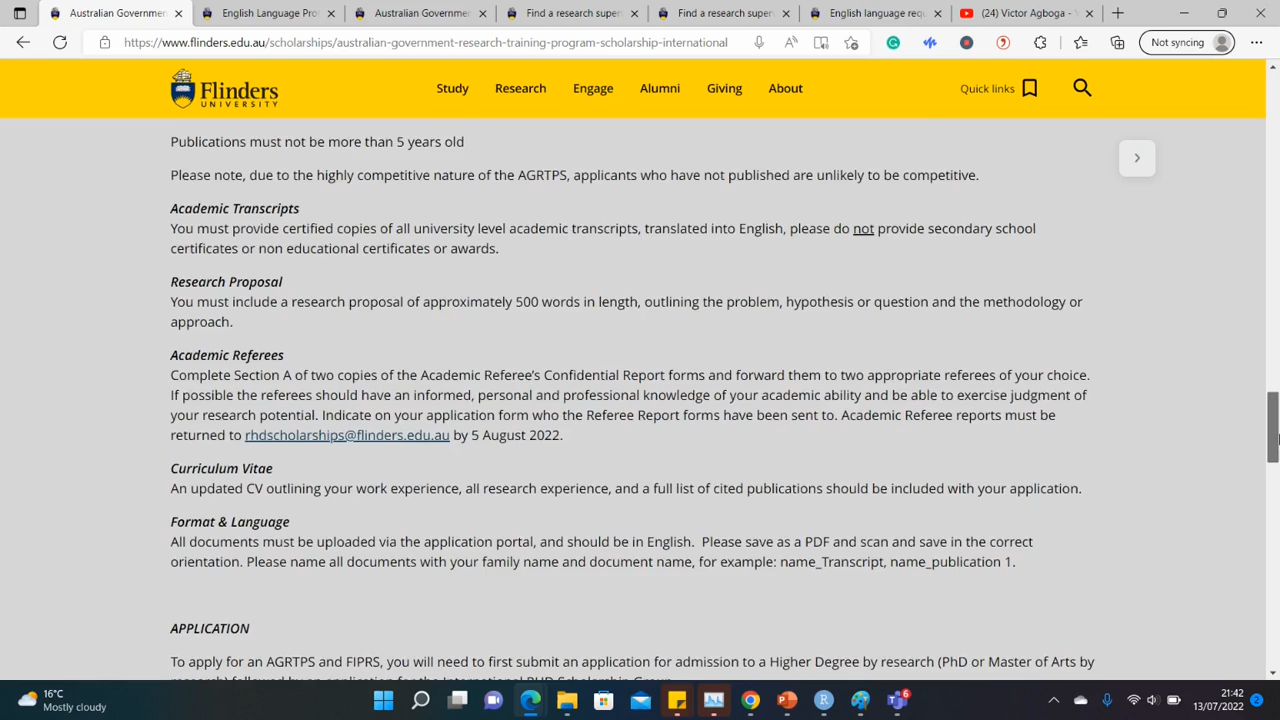 Australian Governmen
English Language Pro
Australian Governme
Find a research super
Find a research super
English language requ
(24) Victor Agboga - V
https://www.flinders.edu.au/scholarships/australian-government-research-training-program-scholarship-international
Not syncing
Flinders
UNIVERSITY
Study
Research
Engage
Alumni
Giving
About
Quick links
Publications must not be more than 5 years old
Please note, due to the highly competitive nature of the AGRTPS, applicants who have not published are unlikely to be competitive.
Academic Transcripts
You must provide certified copies of all university level academic transcripts, translated into English, please do not provide secondary school
certificates or non educational certificates or awards.
Research Proposal
You must include a research proposal of approximately 500 words in length, outlining the problem, hypothesis or question and the methodology or
approach.
Academic Referees
Complete Section A of two copies of the Academic Referee's Confidential Report forms and forward them to two appropriate referees of your choice.
If possible the referees should have an informed, personal and professional knowledge of your academic ability and be able to exercise judgment of
your research potential. Indicate on your application form who the Referee Report forms have been sent to. Academic Referee reports must be
returned to rhdscholarships@flinders.edu.au by 5 August 2022.
Curriculum Vitae
An updated CV outlining your work experience, all research experience, and a full list of cited publications should be included with your application.
Format & Language
All documents must be uploaded via the application portal, and should be in English.  Please save as a PDF and scan and save in the correct
orientation. Please name all documents with your family name and document name, for example: name_Transcript, name_publication 1.
APPLICATION
To apply for an AGRTPS and FIPRS, you will need to first submit an application for admission to a Higher Degree by research (PhD or Master of Arts by
research) followed by an application for the International RHD Scholarship Group
16°C
Mostly cloudy
6
21:42
13/07/2022